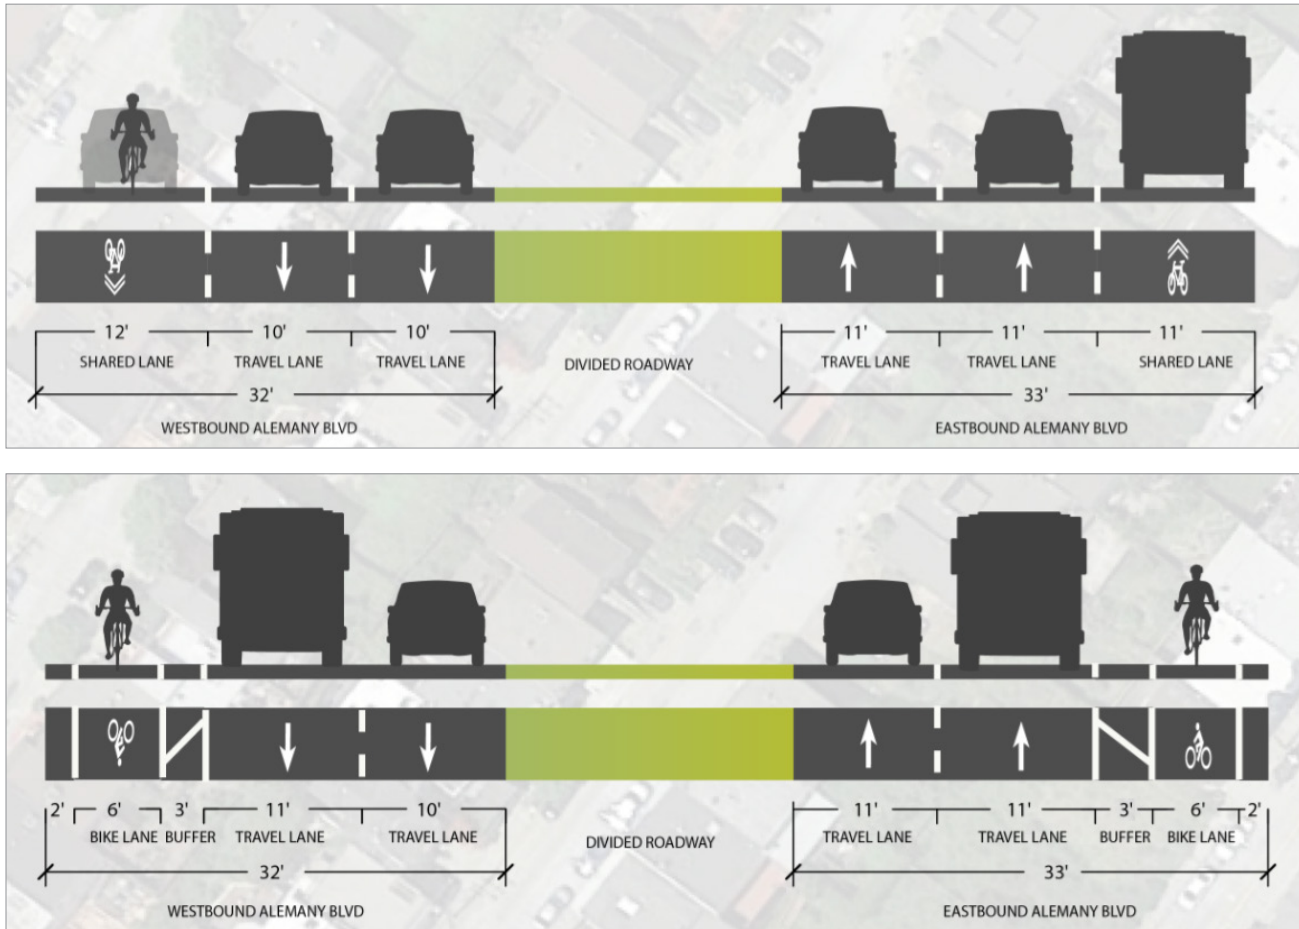 12' 10' 10' 11' 11' 11'
SHARED LANE TRAVEL LANE TRAVEL LANE DIVIDED ROADWAY TRAVEL LANE TRAVEL LANE SHARED LANE
32' 33'
WESTBOUND ALEMANY BLVD EASTBOUND ALEMANY BLVD
2' 6' 3' 11' 10' 11' 11' 3' 6' 2'
BIKE LANE BUFFER TRAVEL LANE TRAVEL LANE DIVIDED ROADWAY TRAVEL LANE TRAVEL LANE BUFFER BIKE LANE
32' 33'
WESTBOUND ALEMANY BLVD EASTBOUND ALEMANY BLVD